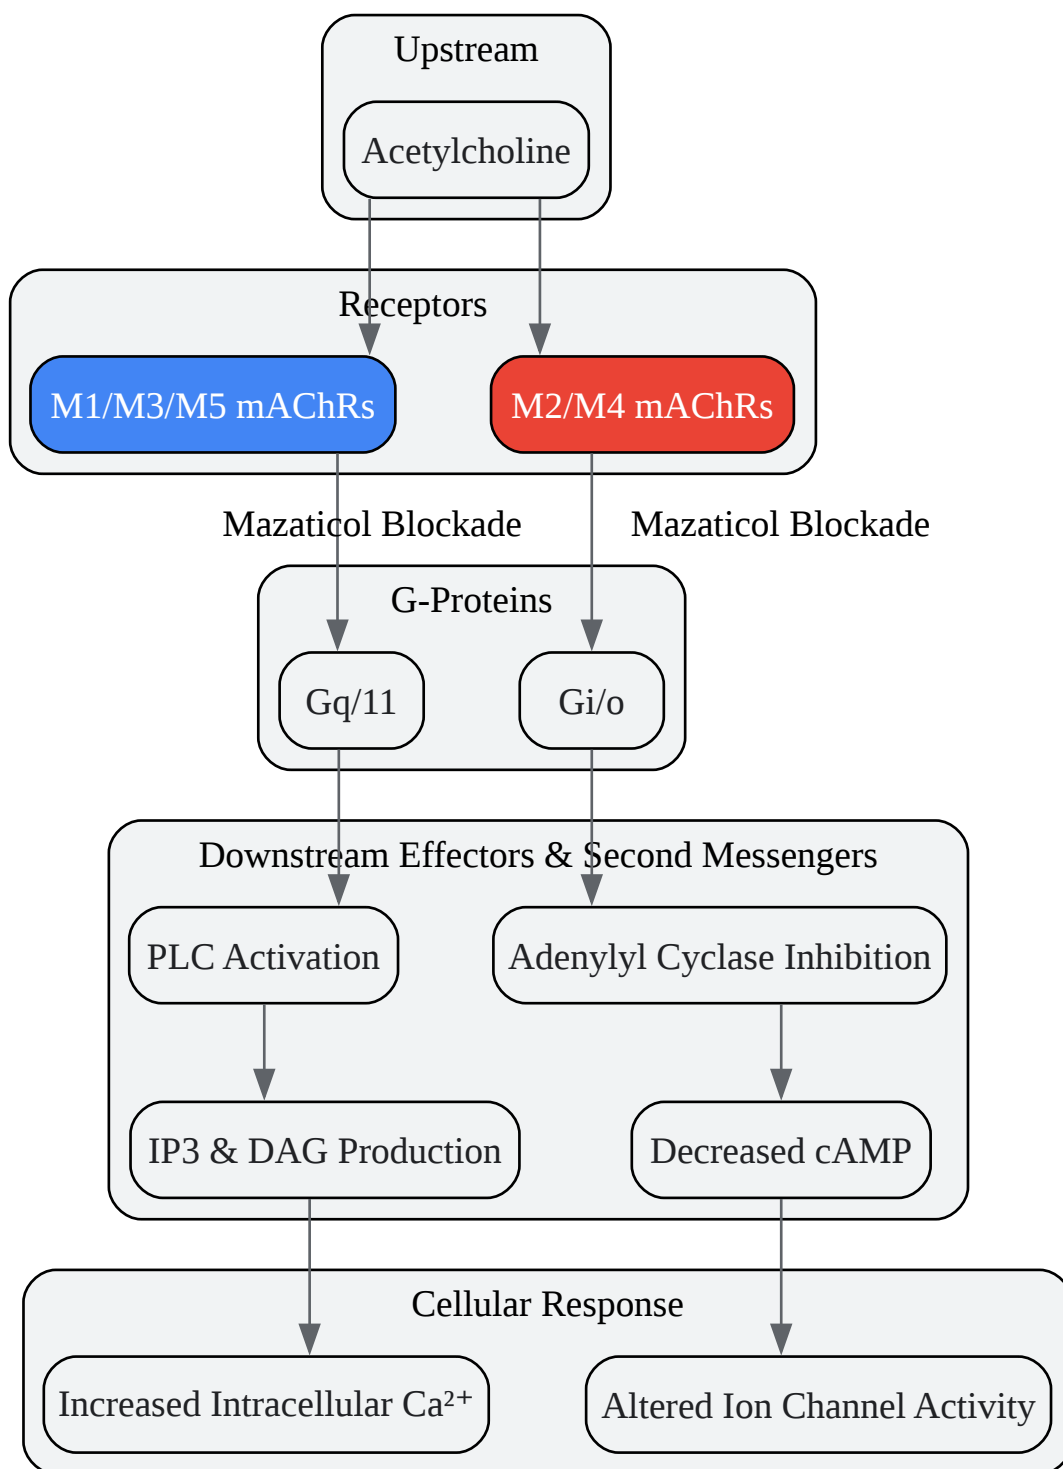 Upstream
Acetylcholine
Receptors
M1/M3/M5 mAChRs
M2/M4 mAChRs
Mazaticol Blockade
Mazaticol Blockade
G-Proteins
Gq/11
Gi/o
Downstream Effectors & Second Messengers
PLC Activation
Adenylyl Cyclase Inhibition
IP3 & DAG Production
Decreased cAMP
Cellular Response
Increased Intracellular Ca²⁺
Altered Ion Channel Activity